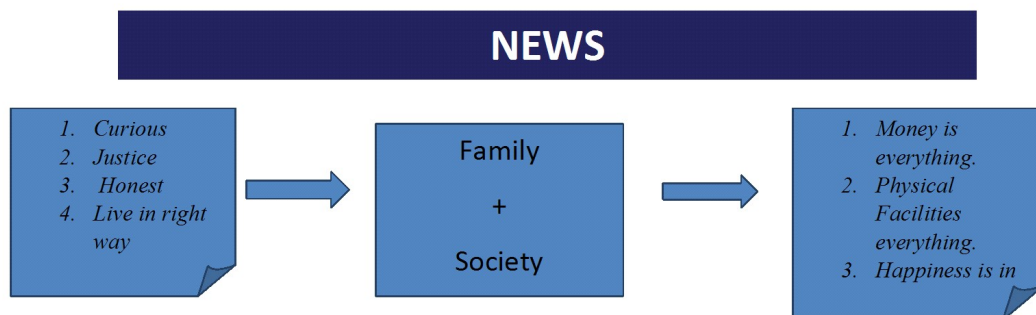 NEWS
1. Curious
2. Justice
3. Honest
4. Live in right
way
Family
+
Society
1. Money is
everything.
2. Physical
Facilities
everything.
3. Happiness is in